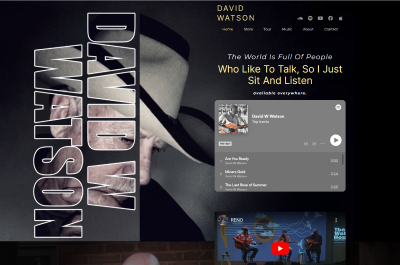 DAVID W
WATSON
DAVID
WATSON
Home
Store
Tour
Music
About
Contact
The World Is Full Of People
Who Like To Talk, So I Just
Sit And Listen
available everywhere.
David W Watson
Top tracks
Are You Ready
David W Watson
Miners Gold
David W Watson
The Last Rose of Summer
David W Watson
RENO